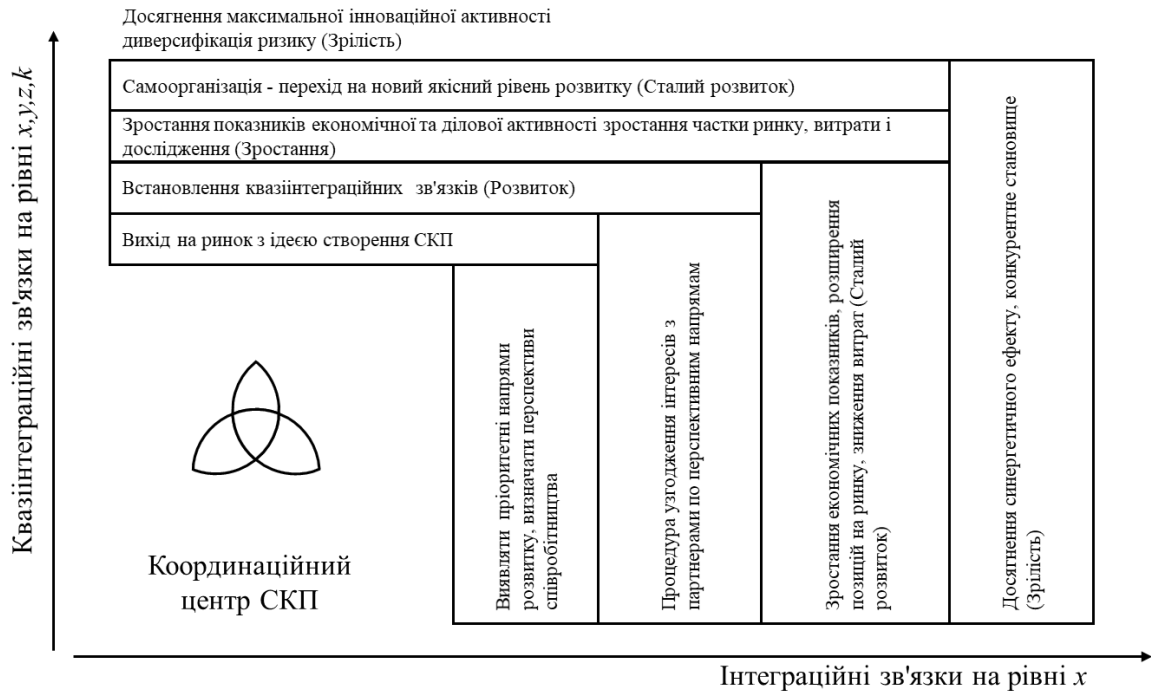 Досягнення максимальної інноваційної активності
диверсифікація ризику (Зрілість)
Самоорганізація - перехід на новий якісний рівень розвитку (Сталий розвиток)
Зростання показників економічної та ділової активності зростання частки ринку, витрати і
дослідження (Зростання)
Встановлення квазіінтеграційних зв'язків (Розвиток)
Вихід на ринок з ідеєю створення СКП
Квазіінтеграційні зв'язки на рівні x,y,z,k
Координаційний
центр СКП
Виявляти пріоритетні напрями
розвитку, визначати перспективи
співробітництва
Процедура узгодження інтересів з
партнерами по перспективним напрямам
Зростання економічних показників, розширення
позицій на ринку, зниження витрат (Сталий
розвиток)
Досягнення синергетичного ефекту, конкурентне становище
(Зрілість)
Інтеграційні зв'язки на рівні x